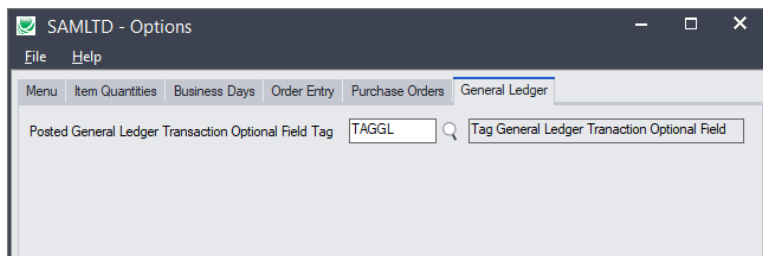 SAMLTD - Options
File Help
Menu Item Quantities Business Days Order Entry Purchase Orders General Ledger
Posted General Ledger Transaction Optional Field Tag TAGGL Tag General Ledger Tranaction Optional Field